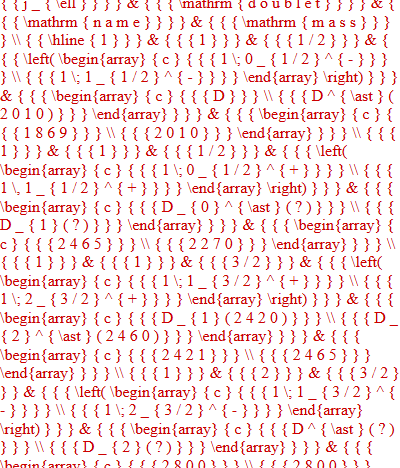 { { j _ { \ell } } } } & { { { \mathrm { d o u b l e t } } } } & {
{ { \mathrm { n a m e } } } } & { { { \mathrm { m a s s } } }
} \\ { { \hline { 1 } } } & { { { 1 } } } & { { { 1 / 2 } } } & {
{ { \left( \begin{array} { c } { { { 1 \; 0 _ { 1 / 2 } ^ { - } } }
} \\ { { { 1 \; 1 _ { 1 / 2 } ^ { - } } } } \end{array} \right) } } }
& { { { \begin{array} { c } { { { D } } } \\ { { { D ^ { \ast } (
2 0 1 0 ) } } } \end{array} } } } & { { { \begin{array} { c } {
{ { 1 8 6 9 } } } \\ { { { 2 0 1 0 } } } \end{array} } } } \\ { { {
1 } } } & { { { 1 } } } & { { { 1 / 2 } } } & { { { \left(
\begin{array} { c } { { { 1 \; 0 _ { 1 / 2 } ^ { + } } } } \\ { { {
1 \, 1 _ { 1 / 2 } ^ { + } } } } \end{array} \right) } } } & { { {
\begin{array} { c } { { { D _ { 0 } ^ { \ast } ( ? ) } } } \\ { { {
D _ { 1 } ( ? ) } } } \end{array} } } } & { { { \begin{array} {
c } { { { 2 4 6 5 } } } \\ { { { 2 2 7 0 } } } \end{array} } } } \\
{ { { 1 } } } & { { { 1 } } } & { { { 3 / 2 } } } & { { { \left(
\begin{array} { c } { { { 1 \; 1 _ { 3 / 2 } ^ { + } } } } \\ { { {
1 \; 2 _ { 3 / 2 } ^ { + } } } } \end{array} \right) } } } & { { {
\begin{array} { c } { { { D _ { 1 } ( 2 4 2 0 ) } } } \\ { { { D _
{ 2 } ^ { \ast } ( 2 4 6 0 ) } } } \end{array} } } } & { { {
\begin{array} { c } { { { 2 4 2 1 } } } \\ { { { 2 4 6 5 } } }
\end{array} } } } \\ { { { 1 } } } & { { { 2 } } } & { { { 3 / 2 }
} } & { { { \left( \begin{array} { c } { { { 1 \; 1 _ { 3 / 2 } ^ {
- } } } } \\ { { { 1 \; 2 _ { 3 / 2 } ^ { - } } } } \end{array}
\right) } } } & { { { \begin{array} { c } { { { D ^ { \ast } ( ? )
} } } \\ { { { D _ { 2 } ( ? ) } } } \end{array} } } } & { { {
\begin{array} { c } { { { 2 8 0 0 } } } \\ { { { 2 8 0 0 } } }